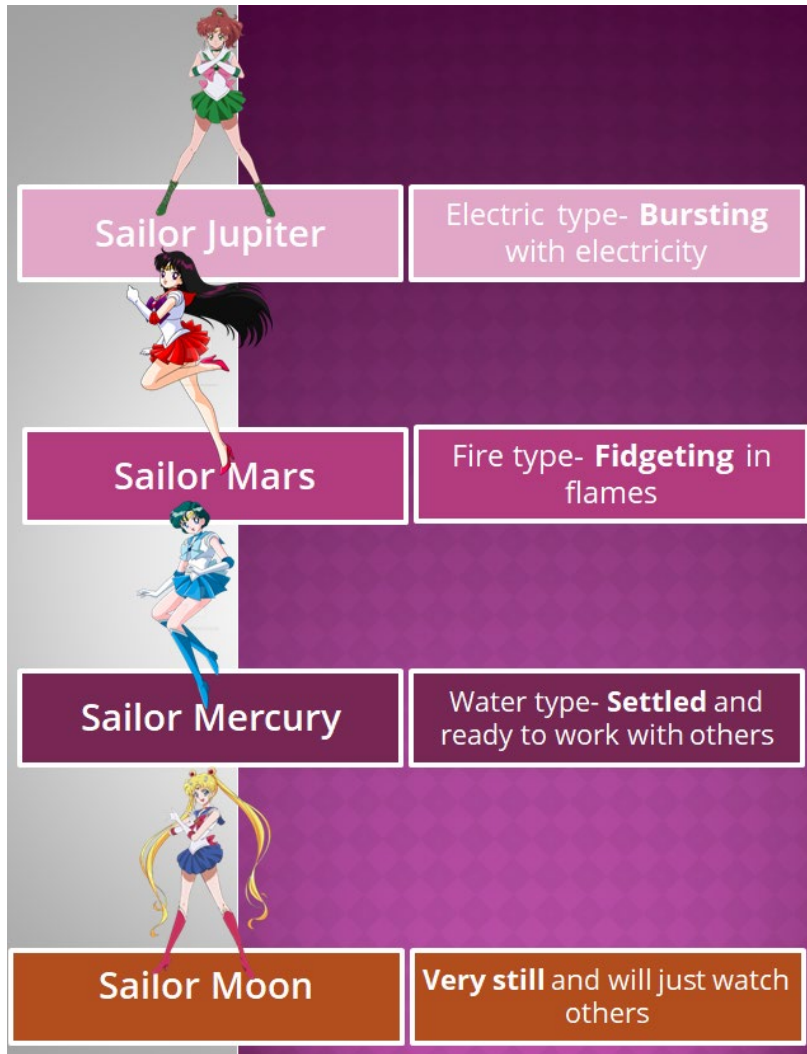 Sailor Jupiter
Electric type- Bursting
with electricity
Sailor Mars
Fire type- Fidgeting in
flames
Sailor Mercury
Water type- Settled and
ready to work with others
Sailor Moon
Very still and will just watch
others